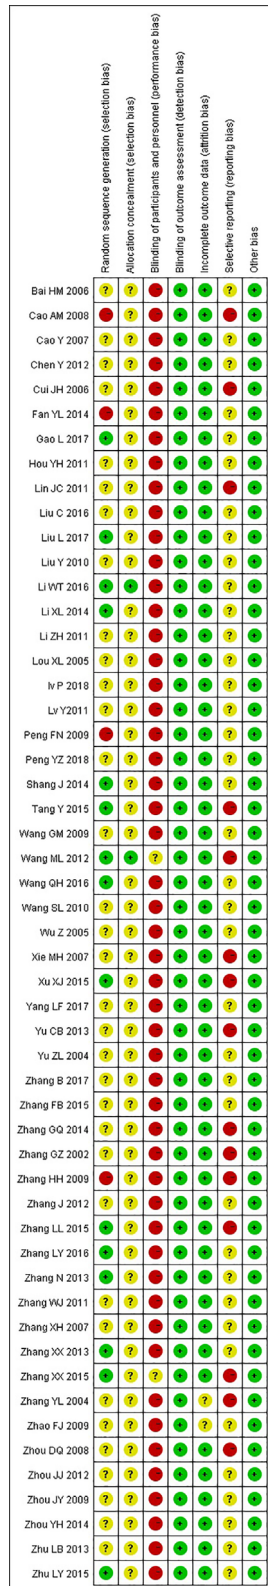 Random sequence generation (selection bias)
Allocation concealment (selection bias)
Blinding of participants and personnel (performance bias)
Blinding of outcome assessment (detection bias)
Incomplete outcome data (attrition bias)
Selective reporting (reporting bias)
Other bias
Bai HM 2006 ? ? - + + ? +
Cao AM 2008 - ? - + + - +
Cao Y 2007 ? ? - + + ? +
Chen Y 2012 ? ? - + + ? +
Cui JH 2006 ? ? - + + - +
Fan YL 2014 - ? - + + ? +
Gao L 2017 + ? - + + ? +
Hou YH 2011 ? ? - + + ? +
Lin JC 2011 ? ? - + + - +
Liu C 2016 ? ? - + + ? +
Liu L 2017 + ? - + + ? +
Liu Y 2010 ? ? - + + ? +
Li WT 2016 + + - + + ? +
Li XL 2014 + ? - + + ? +
Li ZH 2011 ? ? - + + ? +
Lou XL 2005 ? ? - + + ? +
lv P 2018 ? ? - + + ? +
Lv Y2011 ? ? - + + ? +
Peng FN 2009 - ? - + + ? +
Peng YZ 2018 ? ? - + + ? +
Shang J 2014 + ? - + + ? +
Tang Y 2015 + ? - + + - +
Wang GM 2009 ? ? - + + ? +
Wang ML 2012 + + ? + + - +
Wang QH 2016 + ? - + + ? +
Wang SL 2010 ? ? - + + ? +
Wu Z 2005 ? ? - + + ? +
Xie MH 2007 ? ? - + + - +
Xu XJ 2015 + ? - + + - +
Yang LF 2017 ? ? - + + ? +
Yu CB 2013 ? ? - + + - +
Yu ZL 2004 ? ? - + + ? +
Zhang B 2017 ? ? - + + ? +
Zhang FB 2015 ? ? - + + ? +
Zhang GQ 2014 ? ? - + + - +
Zhang GZ 2002 ? ? - + + - +
Zhang HH 2009 - ? - + + - +
Zhang J 2012 ? ? - + + ? +
Zhang LL 2015 + ? - + + - +
Zhang LY 2016 + ? - + + ? +
Zhang N 2013 + ? - + + ? +
Zhang WJ 2011 ? ? - + + ? +
Zhang XH 2007 ? ? - + + ? +
Zhang XX 2013 + ? - + + ? +
Zhang XX 2015 + ? ? + + - +
Zhang YL 2004 ? ? - + ? - +
Zhao FJ 2009 ? ? - + ? ? +
Zhou DQ 2008 ? ? - + + - +
Zhou JJ 2012 ? ? - + + ? +
Zhou JY 2009 ? ? - + + ? +
Zhou YH 2014 ? ? - + + ? +
Zhu LB 2013 ? ? - + + ? +
Zhu LY 2015 + ? - + + ? +